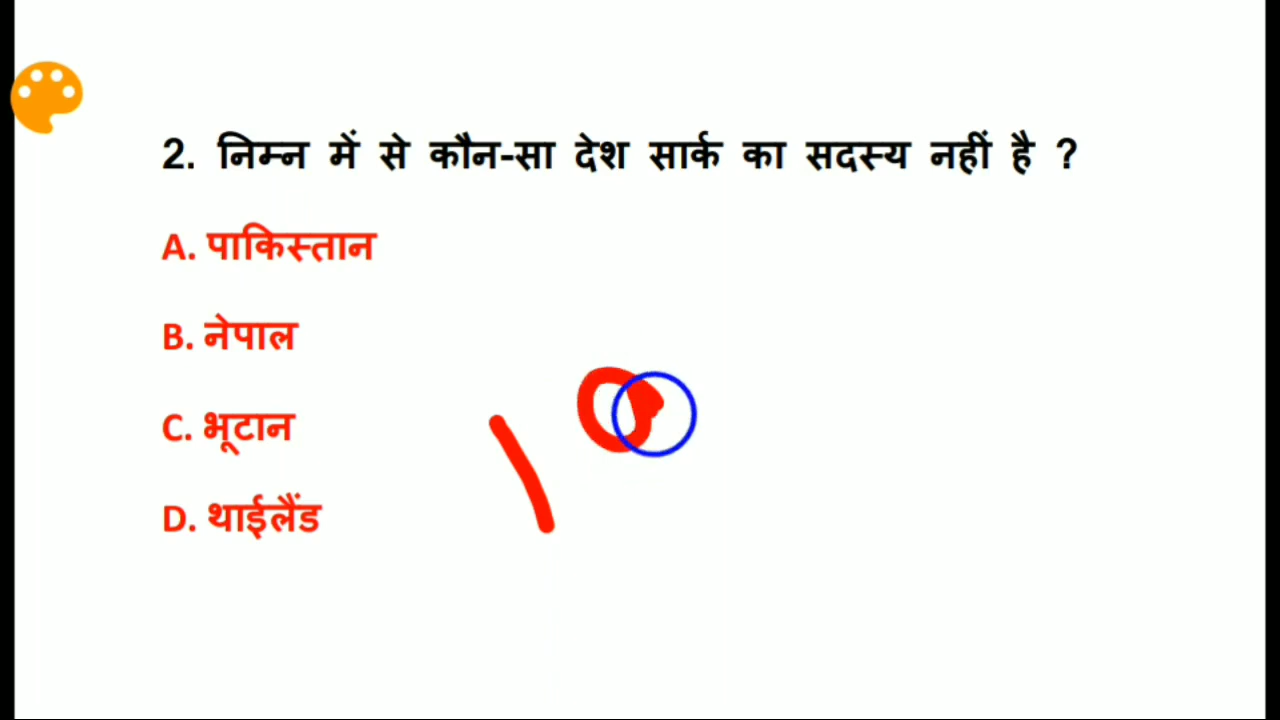 2. निम्न में से कौन-सा देश सार्क का सदस्य नहीं है ?
A. पाकिस्तान
B. नेपाल
C. भूटान
D. थाईलैंड